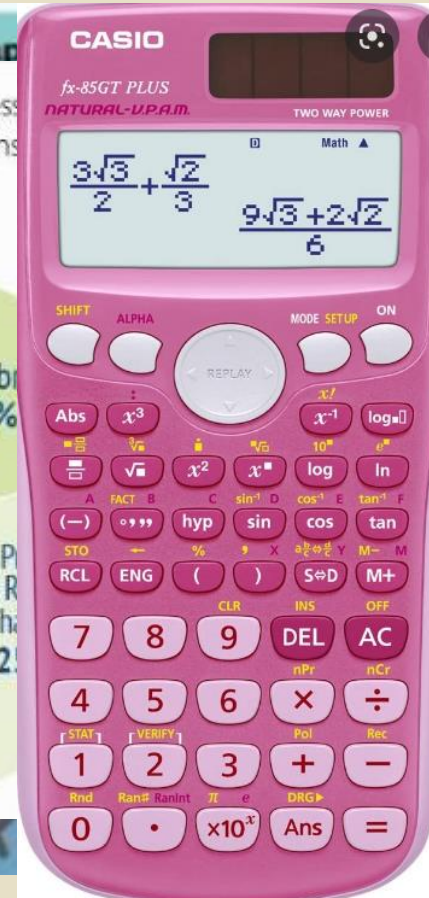 CASIO
fx-85GT PLUS
NATURAL-V.P.A.M.
TWO WAY POWER
D Math ▲
3√3/2 + √2/3
9√3+2√2/6
SHIFT ALPHA MODE SETUP ON
REPLAY
: x!
Abs x³ x⁻¹ log■□
■□/□ ³√■ ■√□ 10■ e■
■/□ √■ x² x■ log ln
A FACT B C sin⁻¹ D cos⁻¹ E tan⁻¹ F
(−) °,,, hyp sin cos tan
STO ← % , X a b/c⇔d/c Y M− M
RCL ENG ( ) S⇔D M+
CLR INS OFF
7 8 9 DEL AC
nPr nCr
4 5 6 × ÷
STAT VERIFY Pol Rec
1 2 3 + −
Rnd Ran# RanInt π e DRG▶
0 · ×10ˣ Ans =